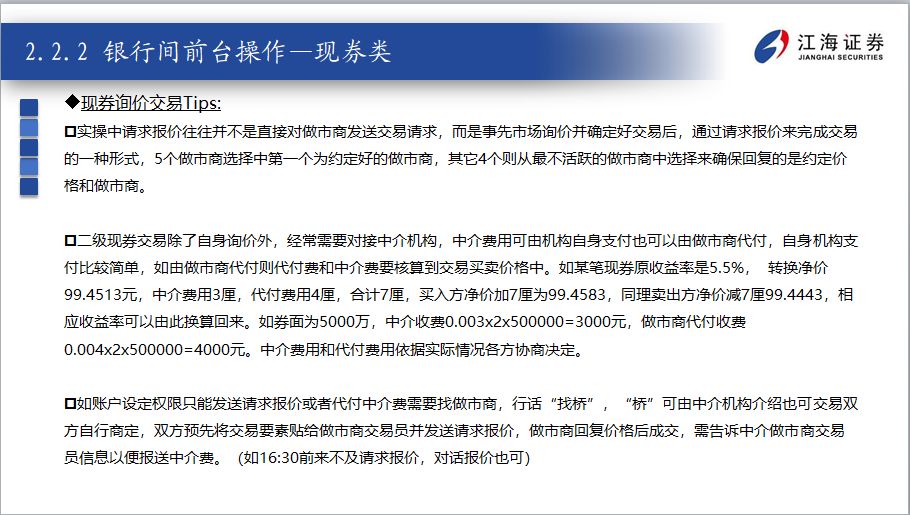 2.2.2 银行间前台操作—现券类
江海证券
JIANGHAI SECURITIES
◆现券询价交易Tips:
实操中请求报价往往并不是直接对做市商发送交易请求，而是事先市场询价并确定好交易后，通过请求报价来完成交易
的一种形式，5个做市商选择中第一个为约定好的做市商，其它4个则从最不活跃的做市商中选择来确保回复的是约定价
格和做市商。
二级现券交易除了自身询价外，经常需要对接中介机构，中介费用可由机构自身支付也可以由做市商代付，自身机构支
付比较简单，如由做市商代付则代付费和中介费要核算到交易买卖价格中。如某笔现券原收益率是5.5%， 转换净价
99.4513元，中介费用3厘，代付费用4厘，合计7厘，买入方净价加7厘为99.4583，同理卖出方净价减7厘99.4443，相
应收益率可以由此换算回来。如券面为5000万，中介收费0.003x2x500000=3000元，做市商代付收费
0.004x2x500000=4000元。中介费用和代付费用依据实际情况各方协商决定。
如账户设定权限只能发送请求报价或者代付中介费需要找做市商，行话“找桥”，“桥”可由中介机构介绍也可交易双
方自行商定，双方预先将交易要素贴给做市商交易员并发送请求报价，做市商回复价格后成交，需告诉中介做市商交易
员信息以便报送中介费。（如16:30前来不及请求报价，对话报价也可）